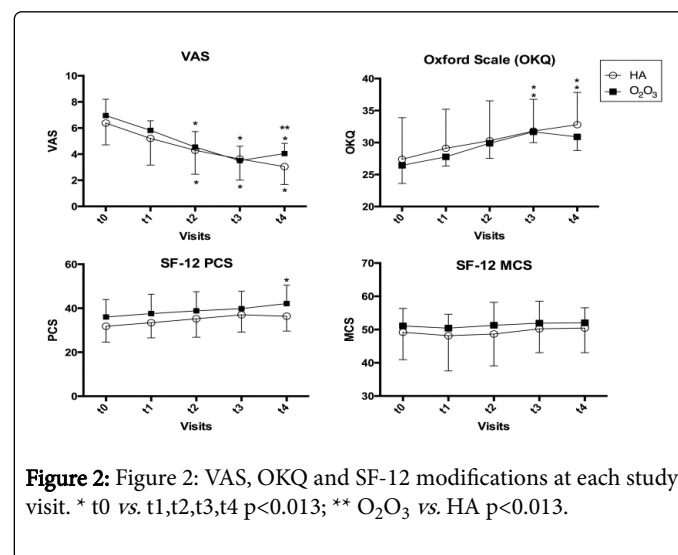 VAS
VAS
8
6
4
2
0
t0 t1 t2 t3 t4
Visits
* * ** *
* * *
Oxford Scale (OKQ)
OKQ
40
35
30
25
20
t0 t1 t2 t3 t4
Visits
* * * *
HA
O2O3
SF-12 PCS
PCS
60
40
20
0
t0 t1 t2 t3 t4
Visits
*
SF-12 MCS
MCS
70
60
50
40
30
t0 t1 t2 t3 t4
Visits
Figure 2: Figure 2: VAS, OKQ and SF-12 modifications at each study
visit. * t0 vs. t1,t2,t3,t4 p<0.013; ** O2O3 vs. HA p<0.013.